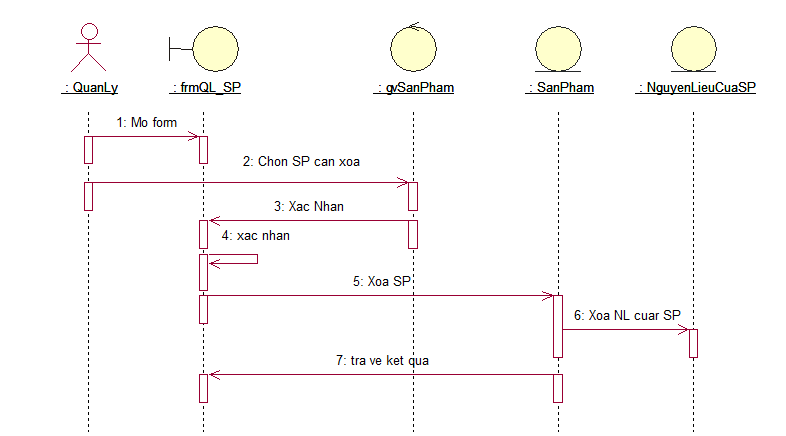 : QuanLy
: frmQL_SP
: gvSanPham
: SanPham
: NguyenLieuCuaSP
1: Mo form
2: Chon SP can xoa
3: Xac Nhan
4: xac nhan
5: Xoa SP
6: Xoa NL cuar SP
7: tra ve ket qua